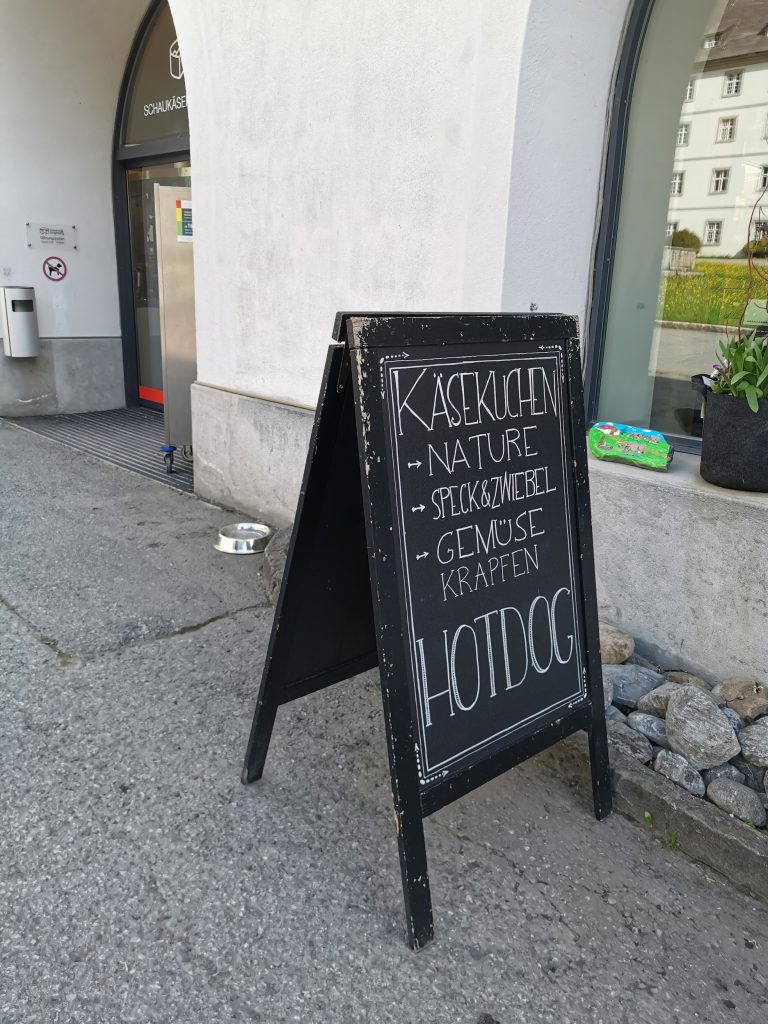 SCHAUKÄSE
KÄSEKUCHEN
→ NATURE
→ SPECK&ZWIEBEL
→ GEMÜSE
KRAPFEN
HOTDOG